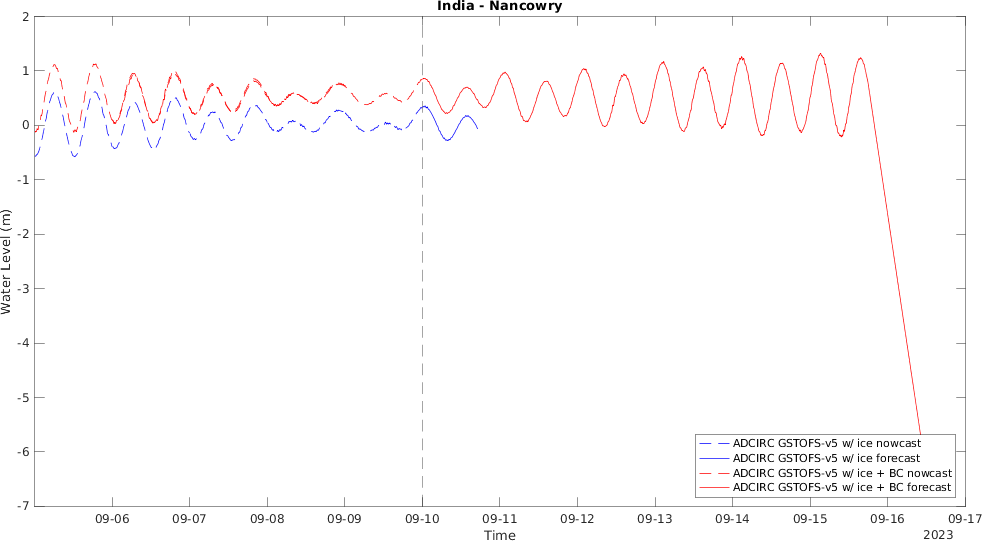 India - Nancowry
2
1
0
-1
-2
-3
-4
-5
-6
-7
Water Level (m)
ADCIRC GSTOFS-v5 w/ ice nowcast
ADCIRC GSTOFS-v5 w/ ice forecast
ADCIRC GSTOFS-v5 w/ ice + BC nowcast
ADCIRC GSTOFS-v5 w/ ice + BC forecast
09-06 09-07 09-08 09-09 09-10 09-11 09-12 09-13 09-14 09-15 09-16 09-17
Time
2023